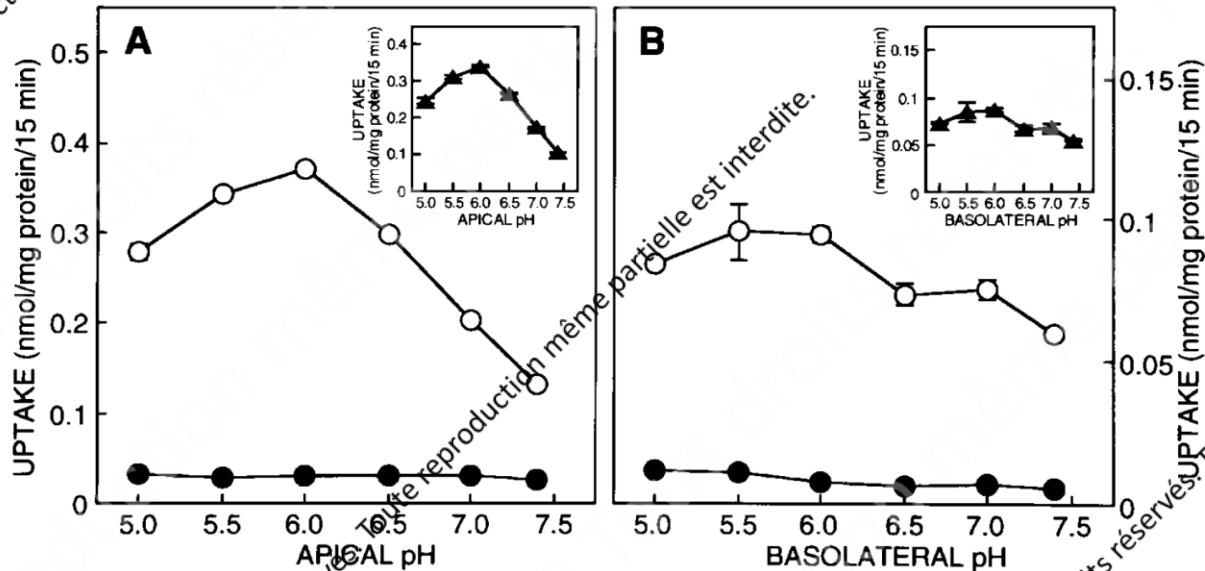 A
UPTAKE (nmol/mg protein/15 min)
0.5
0.4
0.3
0.2
0.1
0
5.0 5.5 6.0 6.5 7.0 7.5
APICAL pH
UPTAKE
(nmol/mg protein/15 min)
0.4
0.3
0.2
0.1
0
5.0 5.5 6.0 6.5 7.0 7.5
APICAL pH
B
UPTAKE (nmol/mg protein/15 min)
0.15
0.1
0.05
0
5.0 5.5 6.0 6.5 7.0 7.5
BASOLATERAL pH
UPTAKE
(nmol/mg protein/15 min)
0.15
0.1
0.05
0
5.0 5.5 6.0 6.5 7.0 7.5
BASOLATERAL pH
Toute reproduction même partielle est interdite.
droits réservés.